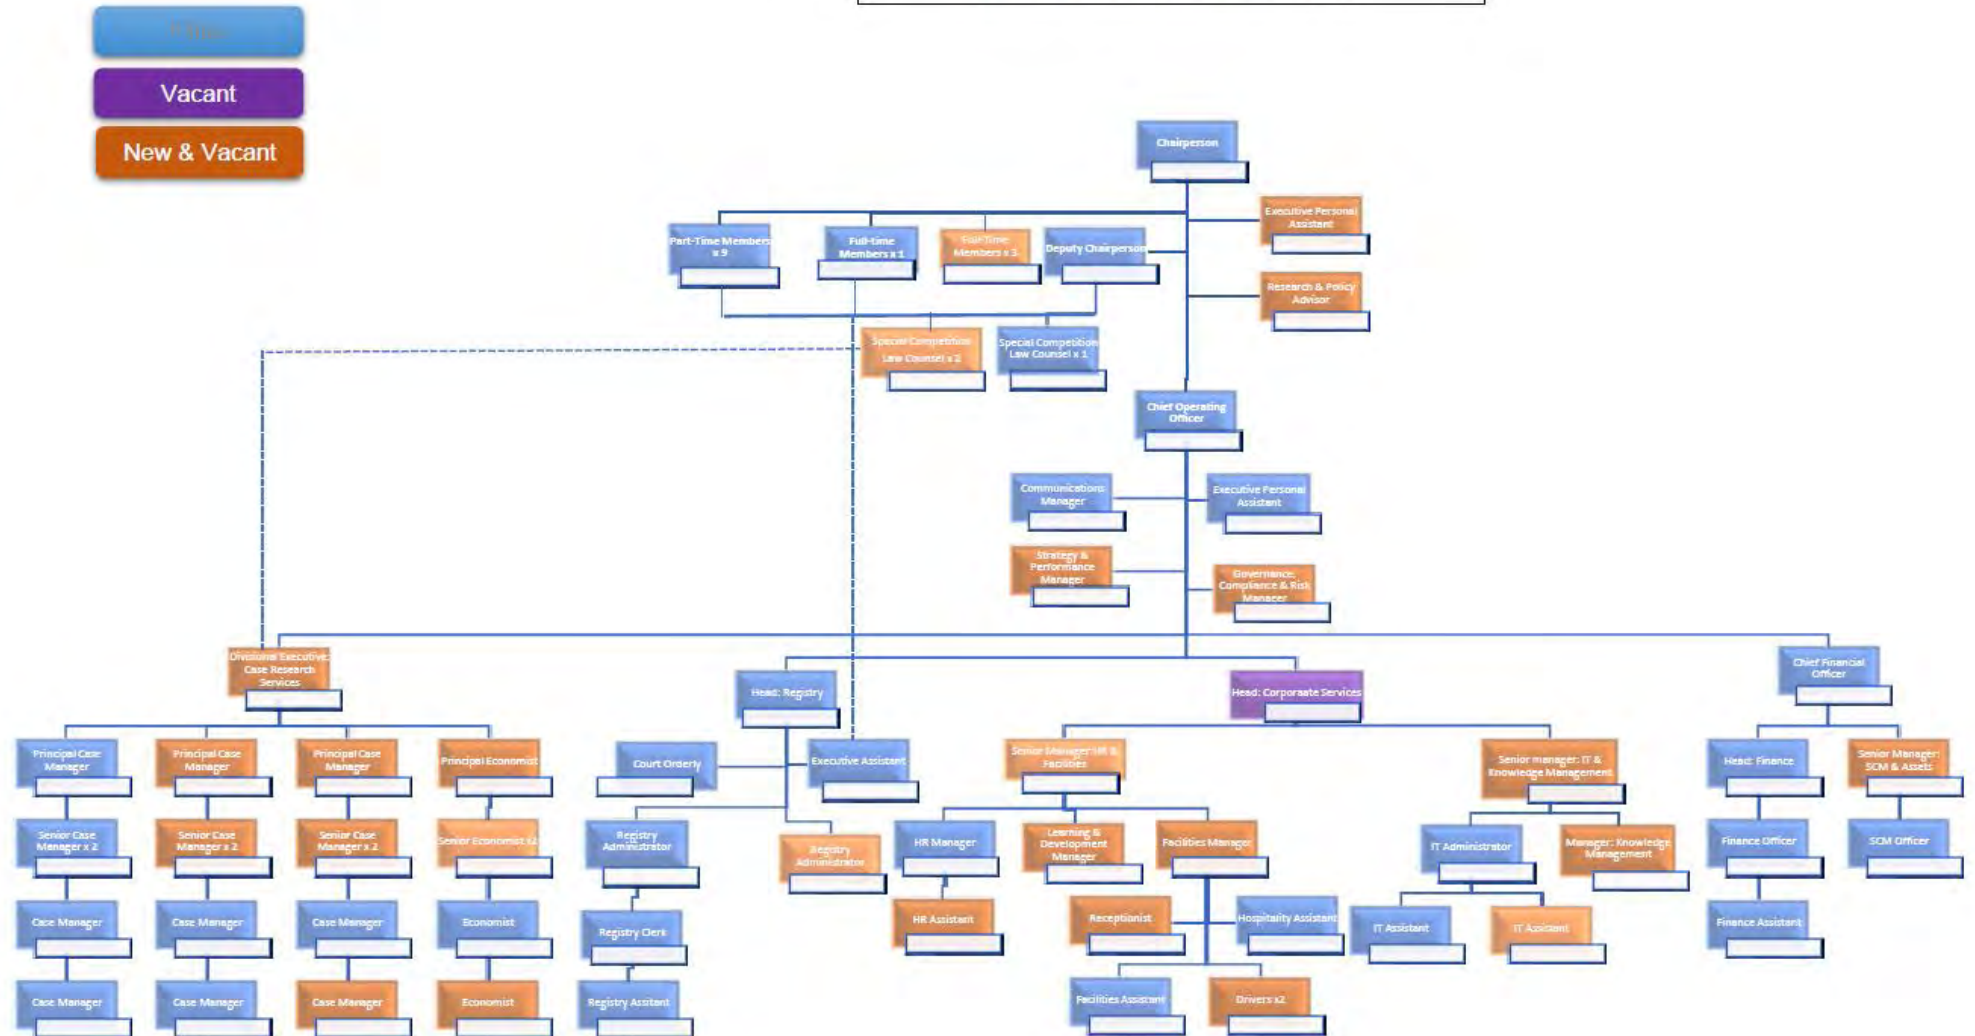 Vacant
New & Vacant
Chairperson
Executive Personal
Assistant
Part-Time Members
x 9
Full-time
Members x 1
Full-Time
Members x 3
Deputy Chairperson
Research & Policy
Advisor
Special Competition
Law Counsel x 2
Special Competition
Law Counsel x 1
Chief Operating
Officer
Communications
Manager
Executive Personal
Assistant
Strategy &
Performance
Manager
Governance,
Compliance & Risk
Manager
Divisional Executive:
Case Research
Services
Head: Registry
Head: Corporaate Services
Chief Financial
Officer
Principal Case
Manager
Principal Case
Manager
Principal Case
Manager
Principal Economist
Court Orderly
Executive Assistant
Senior Manager: HR &
Facilities
Senior manager: IT &
Knowledge Management
Head: Finance
Senior Manager:
SCM & Assets
Senior Case
Manager x 2
Senior Case
Manager x 2
Senior Case
Manager x 2
Senior Economist x2
Registry
Administrator
Registry
Administrator
HR Manager
Learning &
Development
Manager
Facilities Manager
IT Administrator
Manager: Knowledge
Management
Finance Officer
SCM Officer
Case Manager
Case Manager
Case Manager
Economist
Registry Clerk
HR Assistant
Receptionist
Hospitality Assistant
IT Assistant
IT Assistant
Finance Assistant
Case Manager
Case Manager
Case Manager
Economist
Registry Assitant
Facilities Assistant
Drivers x2